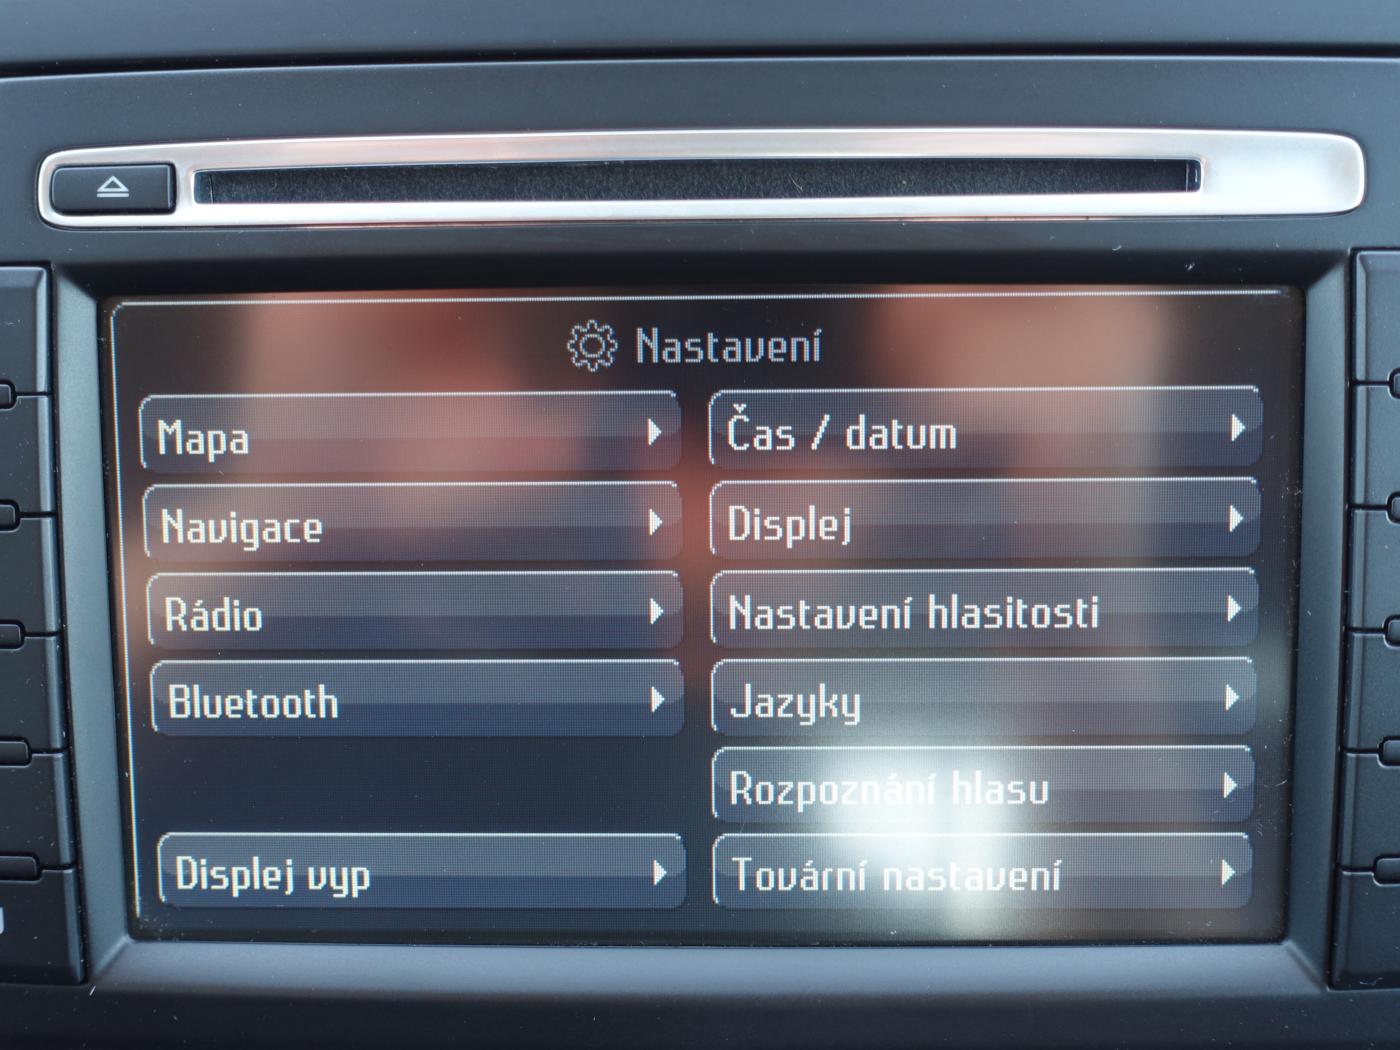 Nastavení
Mapa
Čas / datum
Navigace
Displej
Rádio
Nastavení hlasitosti
Bluetooth
Jazyky
Rozpoznání hlasu
Displej vyp
Tovární nastavení